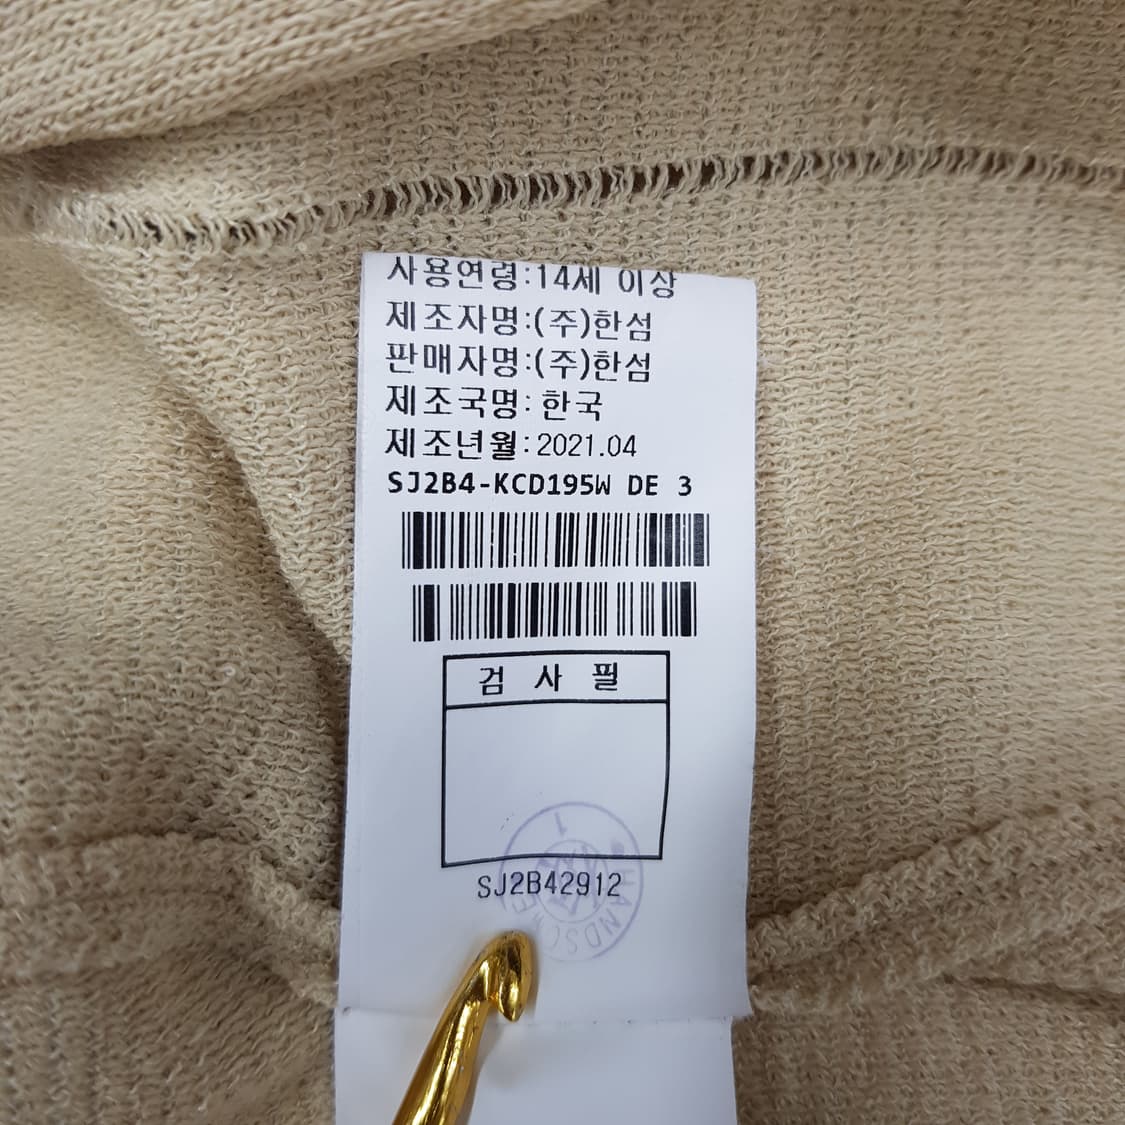 사용연령:14세 이상
제조자명:(주)한섬
판매자명:(주)한섬
제조국명:한국
제조년월:2021.04
SJ2B4-KCD195W DE 3
검 사 필
SJ2B42912
1